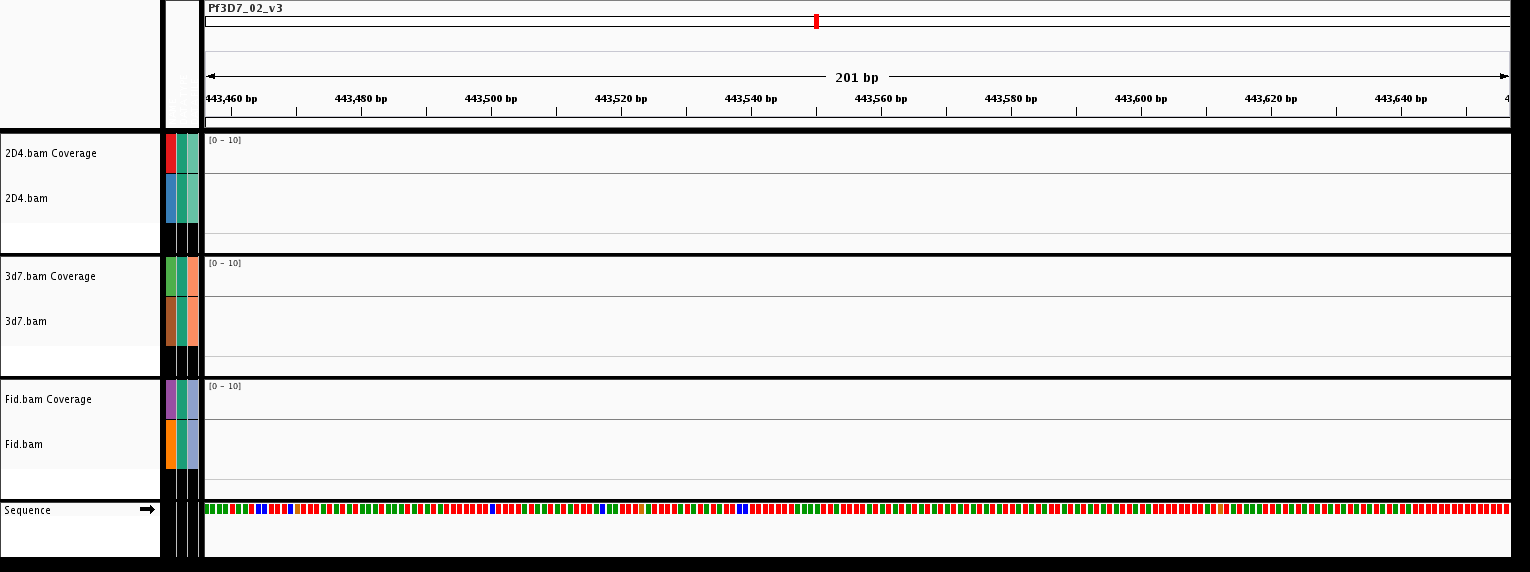 Pf3D7_02_v3
201 bp
443,460 bp 443,480 bp 443,500 bp 443,520 bp 443,540 bp 443,560 bp 443,580 bp 443,600 bp 443,620 bp 443,640 bp 4
[0 - 10]
2D4.bam Coverage
2D4.bam
[0 - 10]
3d7.bam Coverage
3d7.bam
[0 - 10]
Fid.bam Coverage
Fid.bam
Sequence